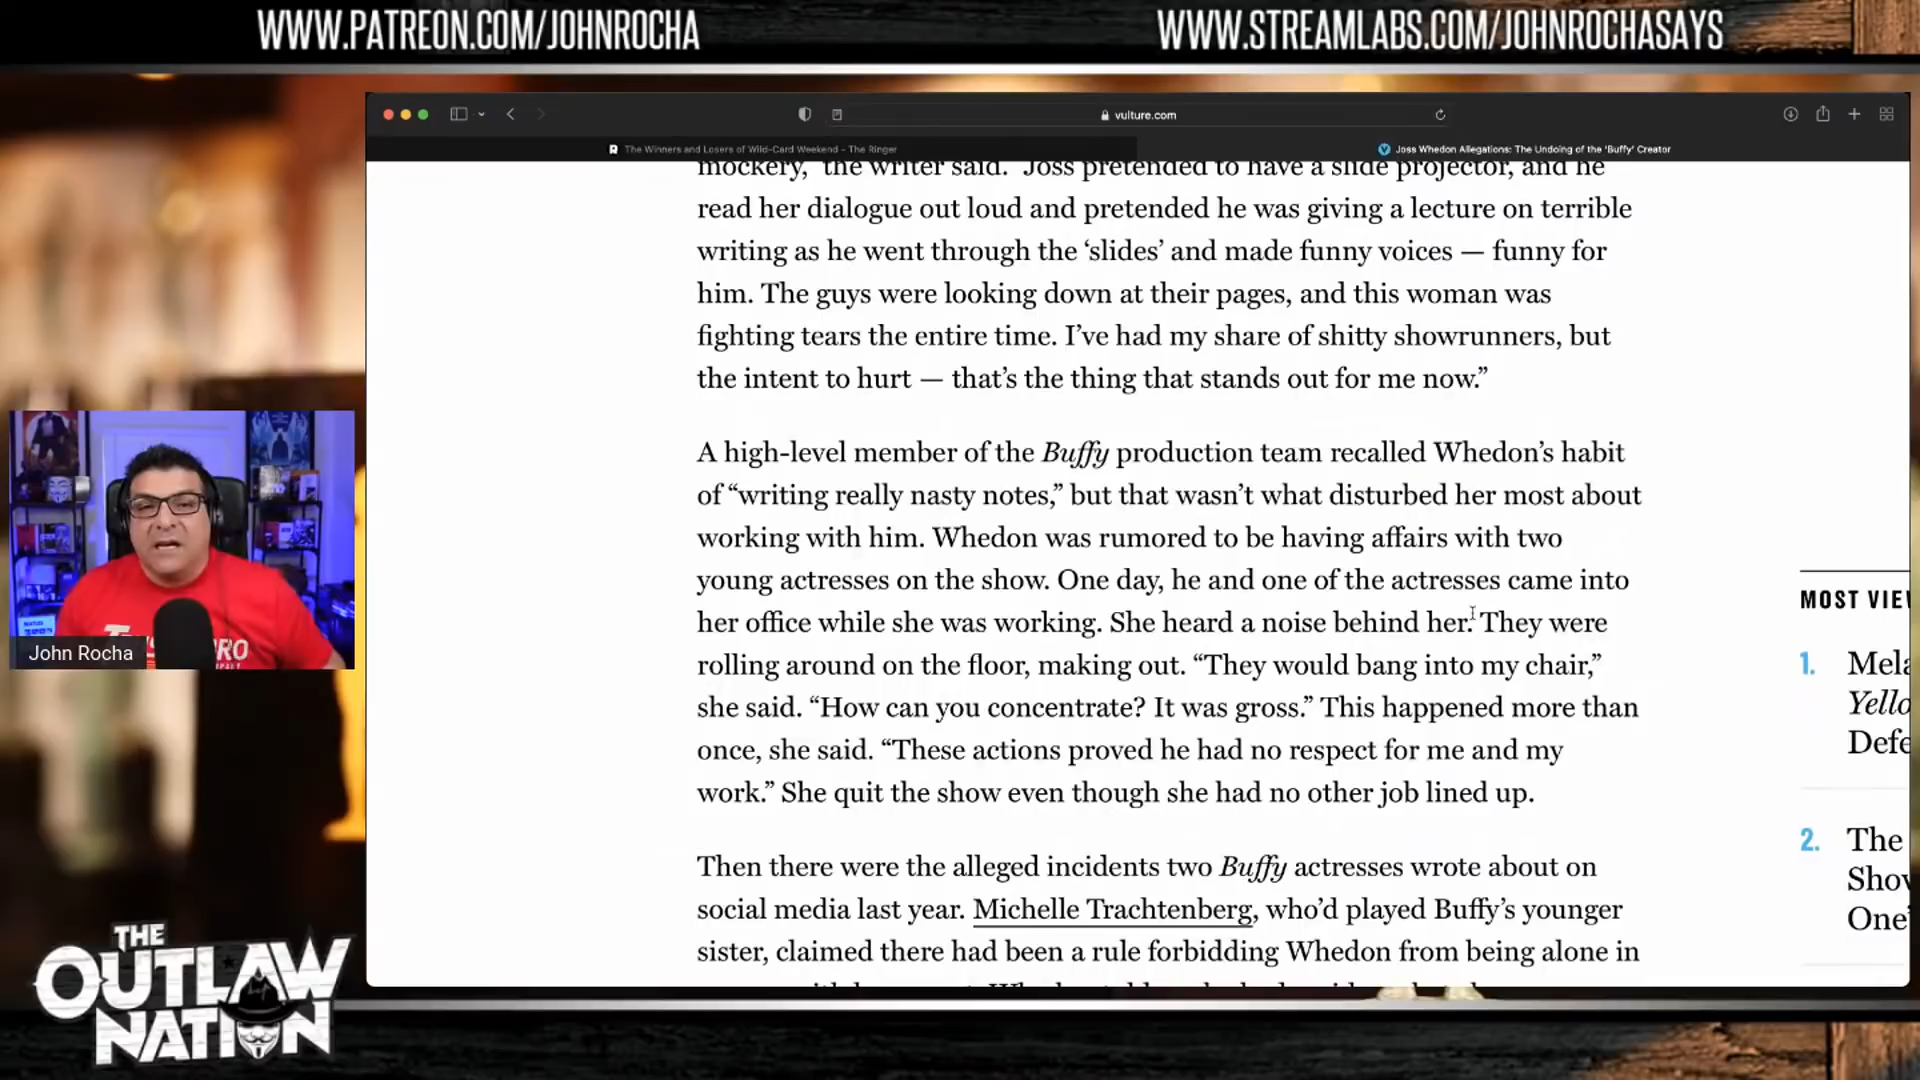 WWW.PATREON.COM/JOHNROCHA
WWW.STREAMLABS.COM/JOHNROCHASAYS
vulture.com
The Winners and Losers of Wild-Card Weekend - The Ringer
Joss Whedon Allegations: The Undoing of the 'Buffy' Creator
mockery,” the writer said. “Joss pretended to have a slide projector, and he
read her dialogue out loud and pretended he was giving a lecture on terrible
writing as he went through the ‘slides’ and made funny voices — funny for
him. The guys were looking down at their pages, and this woman was
fighting tears the entire time. I’ve had my share of shitty showrunners, but
the intent to hurt — that’s the thing that stands out for me now.”
A high-level member of the Buffy production team recalled Whedon’s habit
of “writing really nasty notes,” but that wasn’t what disturbed her most about
working with him. Whedon was rumored to be having affairs with two
young actresses on the show. One day, he and one of the actresses came into
her office while she was working. She heard a noise behind her. They were
rolling around on the floor, making out. “They would bang into my chair,”
she said. “How can you concentrate? It was gross.” This happened more than
once, she said. “These actions proved he had no respect for me and my
work.” She quit the show even though she had no other job lined up.
Then there were the alleged incidents two Buffy actresses wrote about on
social media last year. Michelle Trachtenberg, who’d played Buffy’s younger
sister, claimed there had been a rule forbidding Whedon from being alone in
MOST VIE
1. Mela
Yello
Defe
2. The
Shov
One’
John Rocha
THE
OUTLAW
NATION